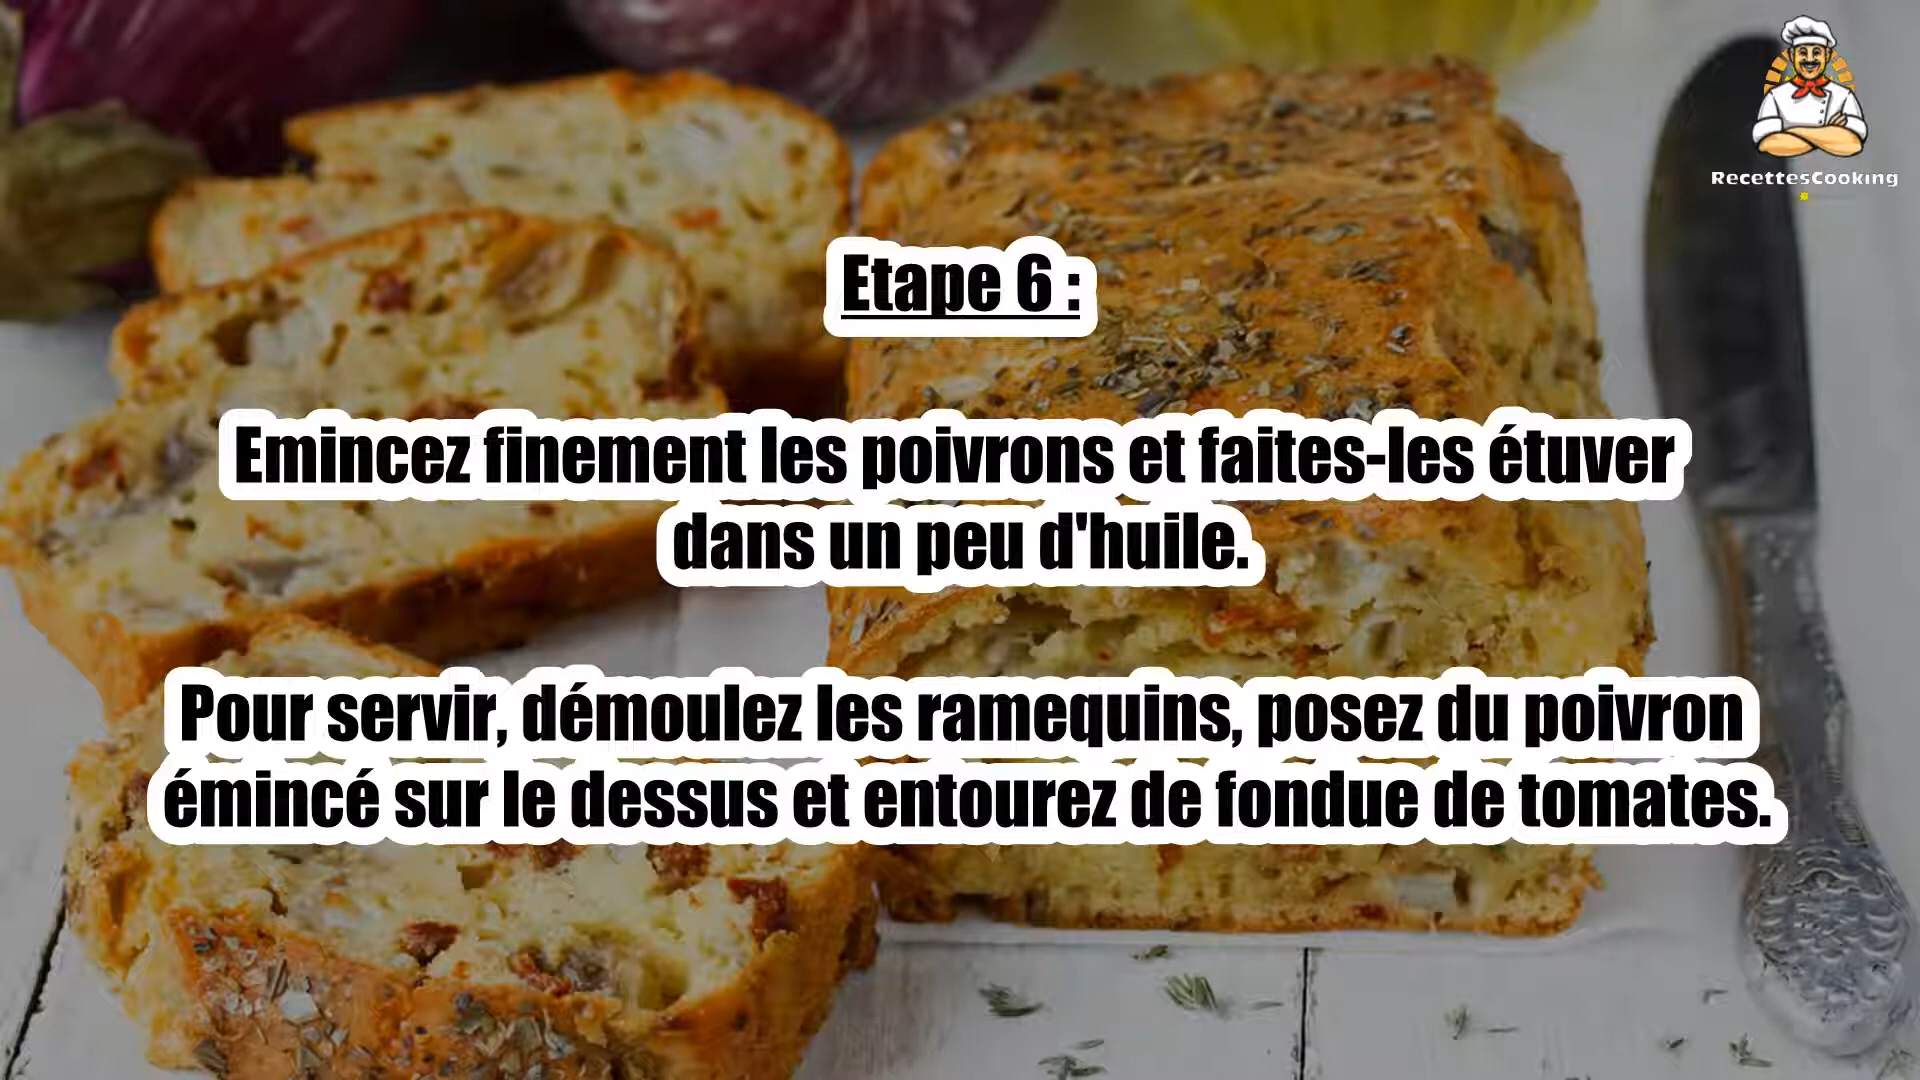 RecettesCooking
Etape 6 :
Emincez finement les poivrons et faites-les étuver
dans un peu d'huile.
Pour servir, démoulez les ramequins, posez du poivron
émincé sur le dessus et entourez de fondue de tomates.